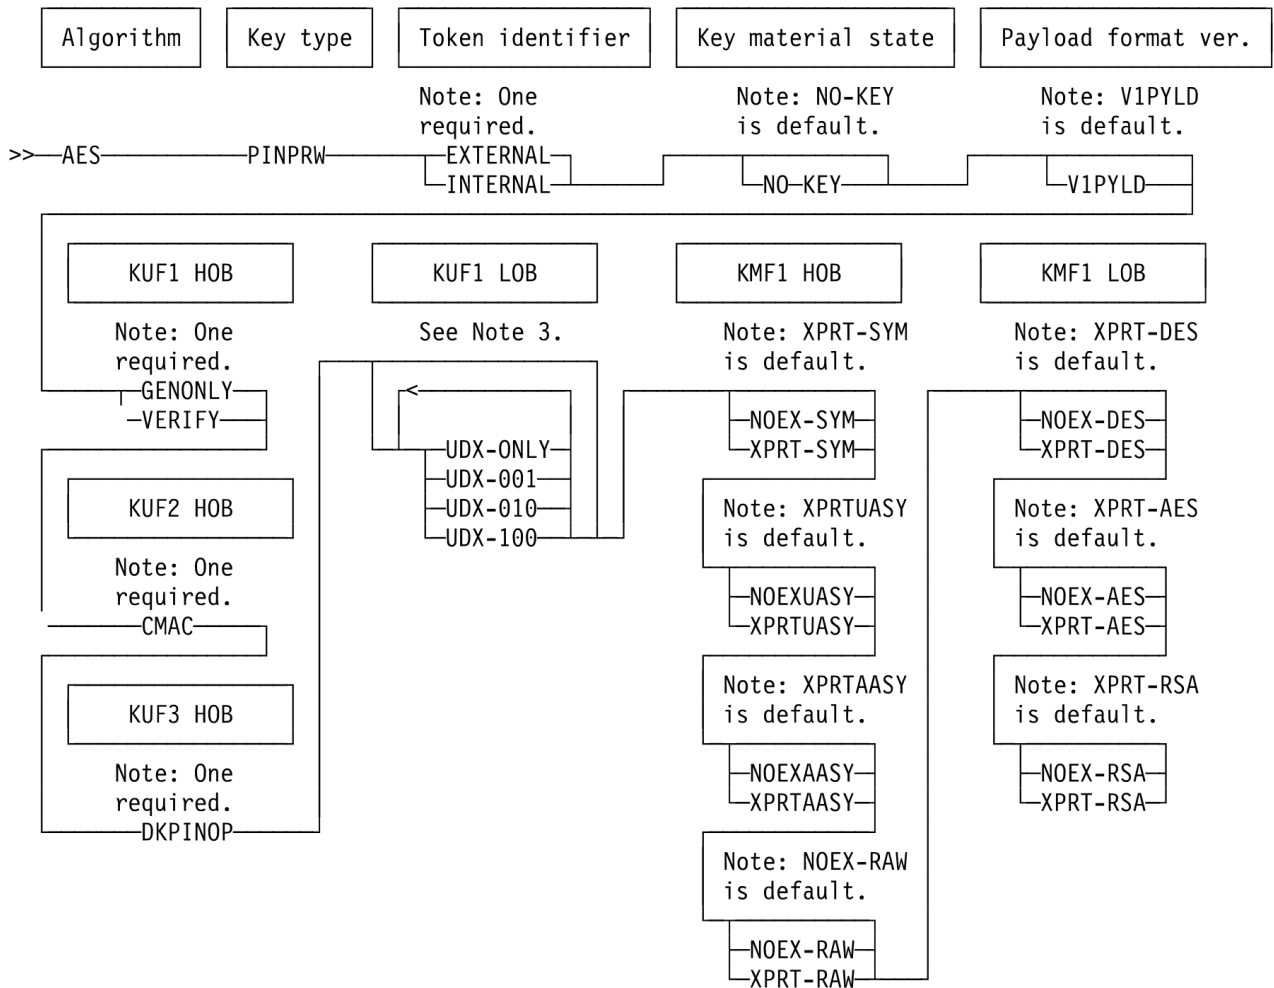 Algorithm
Key type
Token identifier
Key material state
Payload format ver.
Note: One
required.
Note: NO-KEY
is default.
Note: V1PYLD
is default.
>>
AES
PINPRW
EXTERNAL
INTERNAL
NO-KEY
V1PYLD
KUF1 HOB
Note: One
required.
GENONLY
VERIFY
KUF2 HOB
Note: One
required.
CMAC
KUF3 HOB
Note: One
required.
DKPINOP
KUF1 LOB
See Note 3.
<
UDX-ONLY
UDX-001
UDX-010
UDX-100
KMF1 HOB
Note: XPRT-SYM
is default.
NOEX-SYM
XPRT-SYM
Note: XPRTUASY
is default.
NOEXUASY
XPRTUASY
Note: XPRTAASY
is default.
NOEXAASY
XPRTAASY
Note: NOEX-RAW
is default.
NOEX-RAW
XPRT-RAW
KMF1 LOB
Note: XPRT-DES
is default.
NOEX-DES
XPRT-DES
Note: XPRT-AES
is default.
NOEX-AES
XPRT-AES
Note: XPRT-RSA
is default.
NOEX-RSA
XPRT-RSA